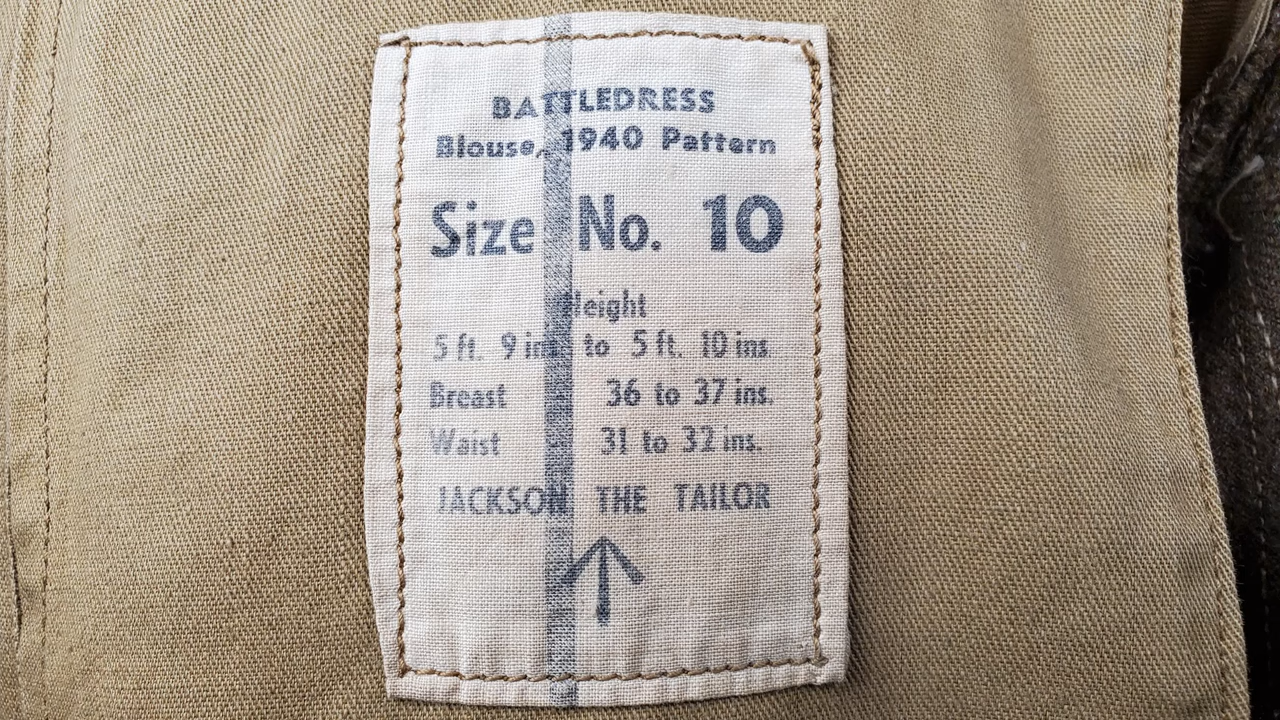 BATTLEDRESS
Blouse, 1940 Pattern
Size No. 10
Height
5 ft. 9 ins. to 5 ft. 10 ins
Breast 36 to 37 ins.
Waist 31 to 32 ins.
JACKSON THE TAILOR